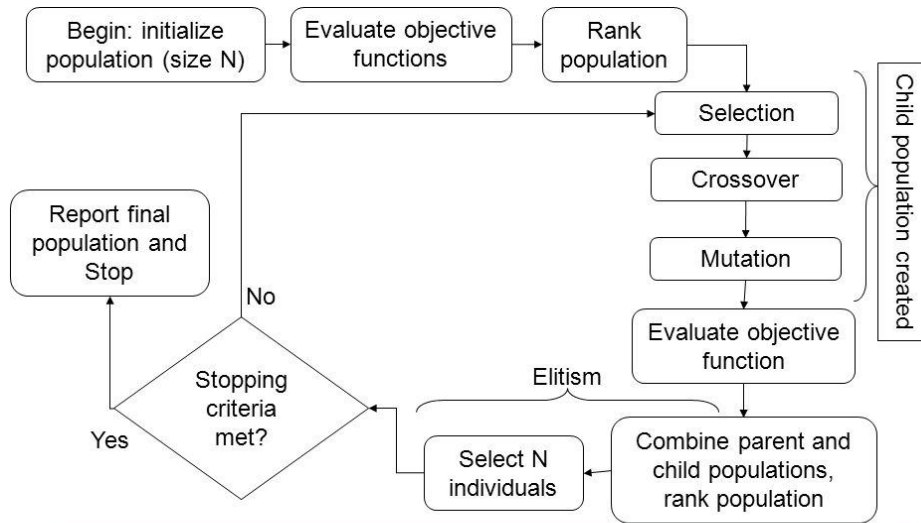 Begin: initialize
population (size N)
Evaluate objective
functions
Rank
population
Selection
Crossover
Mutation
Child population created
Evaluate objective
function
Combine parent and
child populations,
rank population
Elitism
Select N
individuals
Stopping
criteria
met?
No
Yes
Report final
population and
Stop